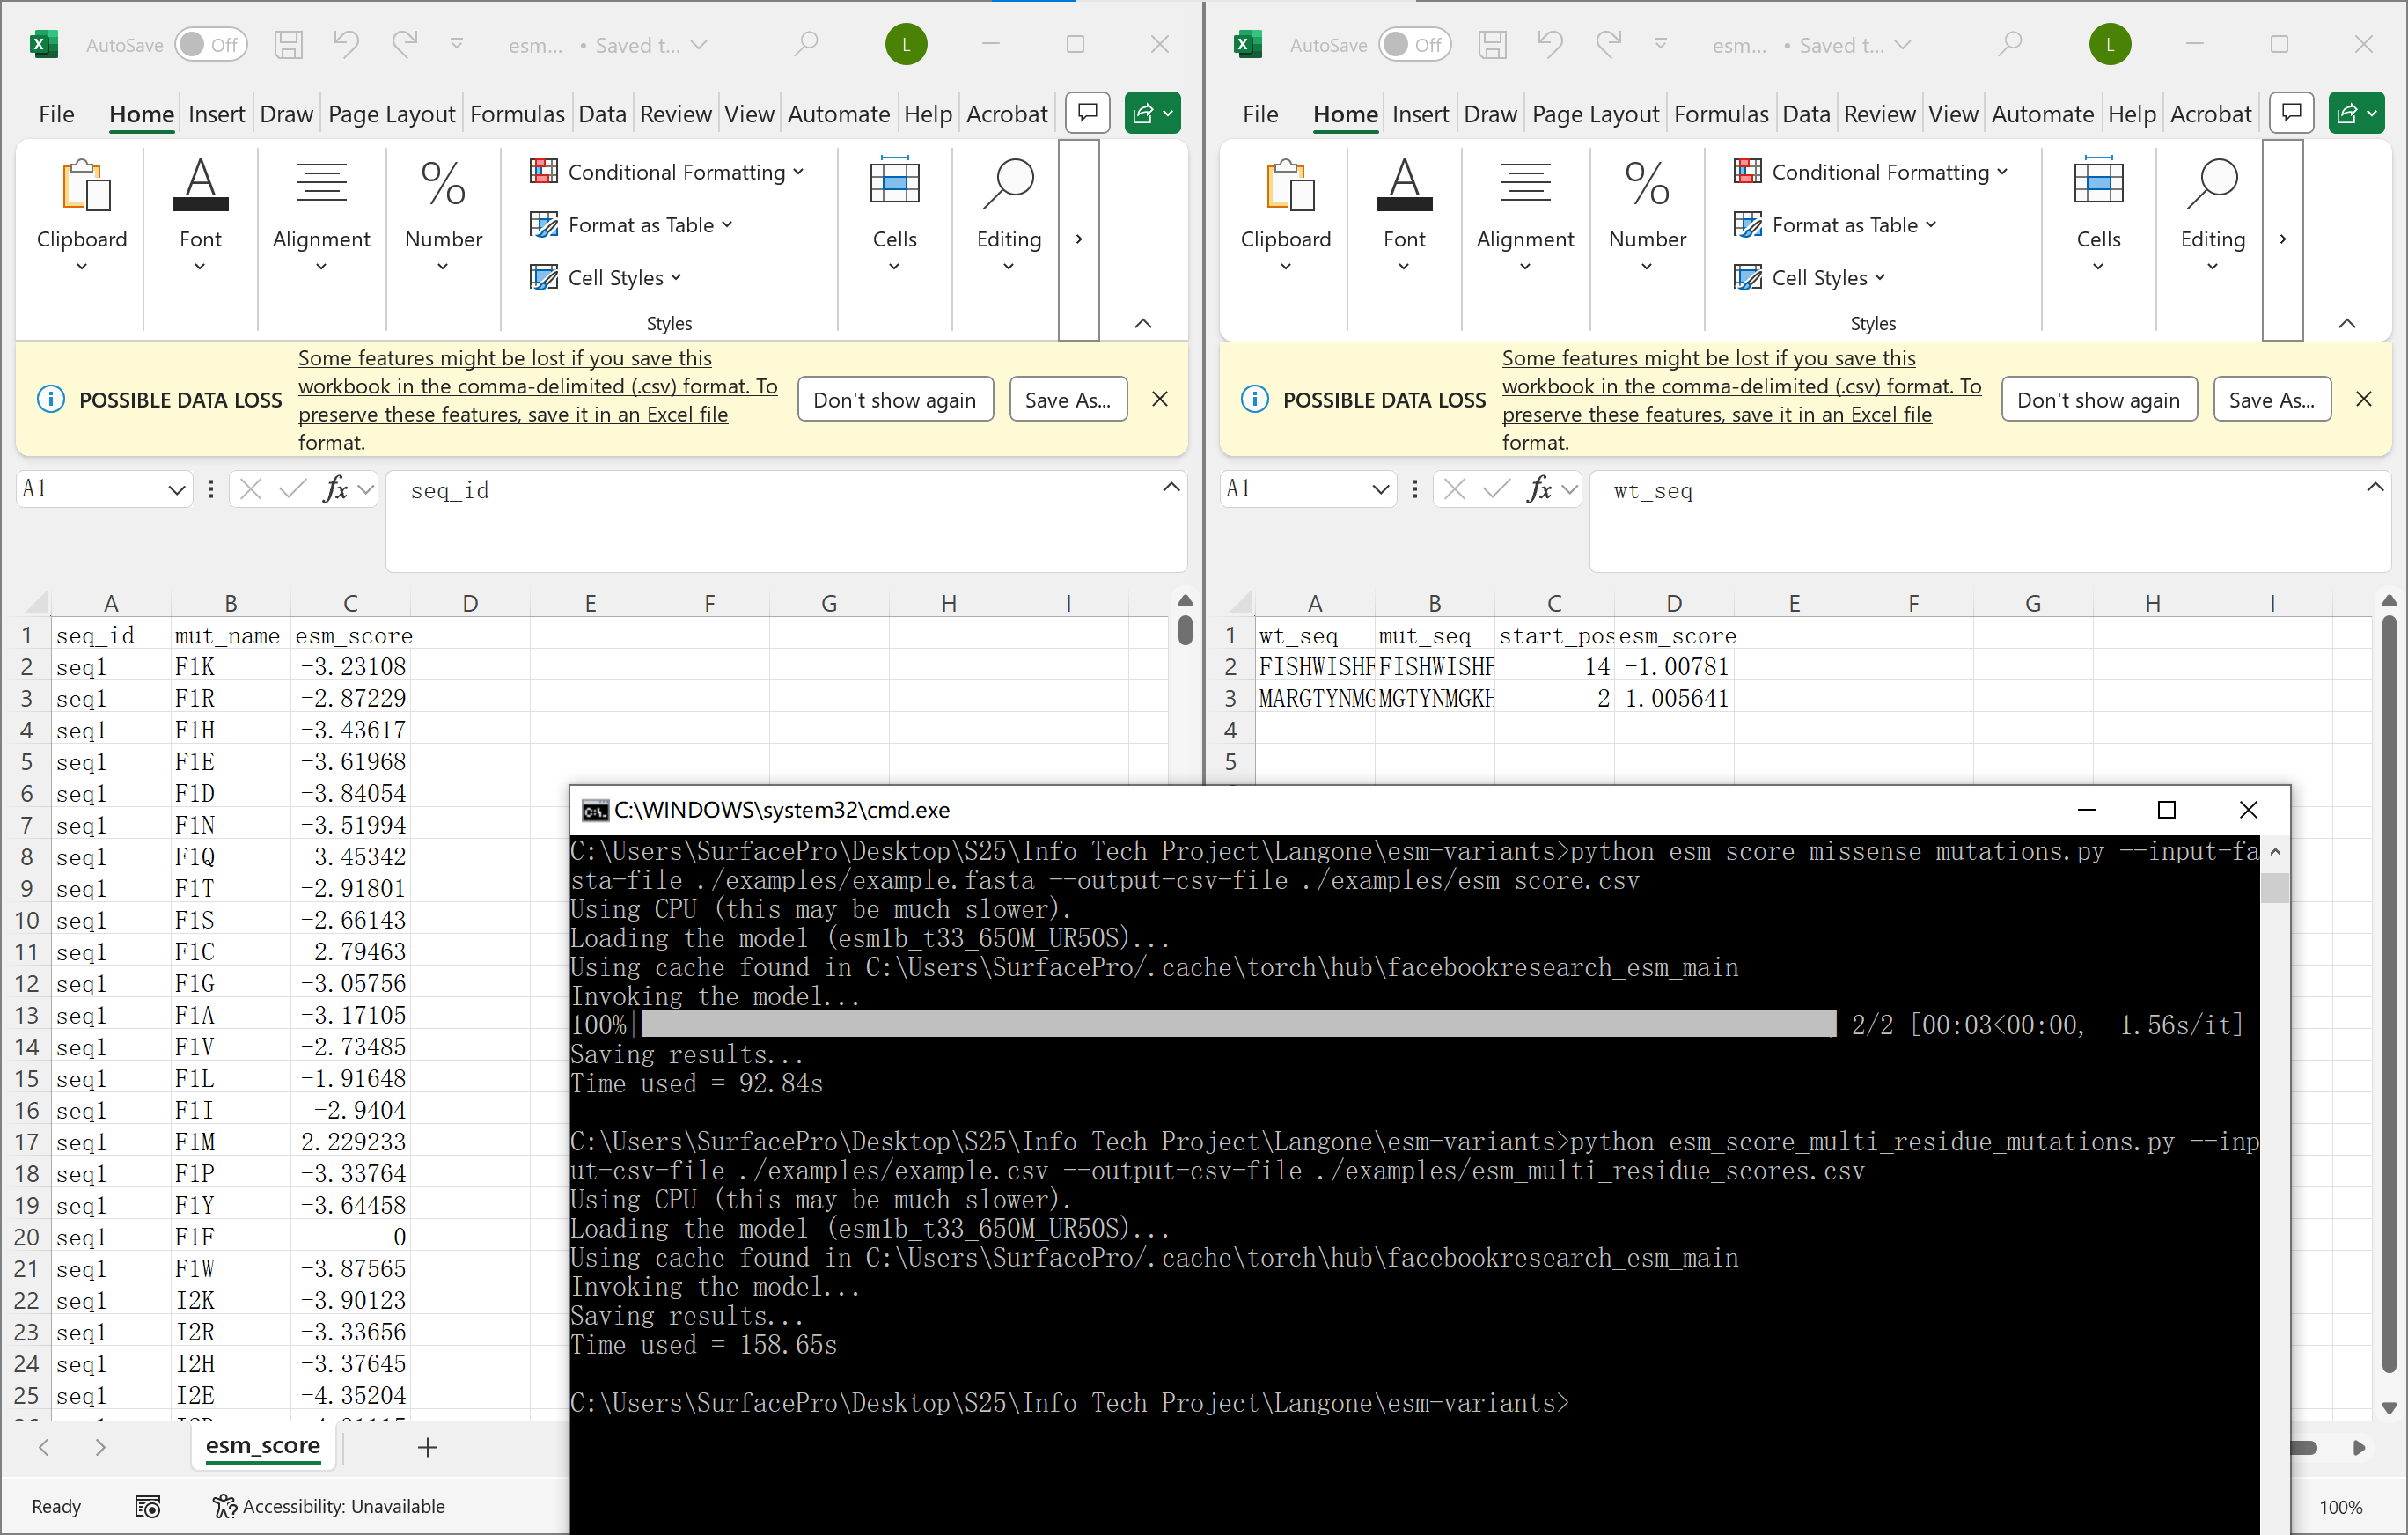 AutoSave Off esm... • Saved t... L
File Home Insert Draw Page Layout Formulas Data Review View Automate Help Acrobat
Clipboard Font Alignment Number Conditional Formatting Cells Editing
Format as Table
Cell Styles
Styles
POSSIBLE DATA LOSS
Some features might be lost if you save this
workbook in the comma-delimited (.csv) format. To
preserve these features, save it in an Excel file
format.
Don't show again Save As...
A1 fx seq_id
A B C D E F G H I
1 seq_id mut_name esm_score
2 seq1 F1K -3.23108
3 seq1 F1R -2.87229
4 seq1 F1H -3.43617
5 seq1 F1E -3.61968
6 seq1 F1D -3.84054
7 seq1 F1N -3.51994
8 seq1 F1Q -3.45342
9 seq1 F1T -2.91801
10 seq1 F1S -2.66143
11 seq1 F1C -2.79463
12 seq1 F1G -3.05756
13 seq1 F1A -3.17105
14 seq1 F1V -2.73485
15 seq1 F1L -1.91648
16 seq1 F1I -2.9404
17 seq1 F1M 2.229233
18 seq1 F1P -3.33764
19 seq1 F1Y -3.64458
20 seq1 F1F 0
21 seq1 F1W -3.87565
22 seq1 I2K -3.90123
23 seq1 I2R -3.33656
24 seq1 I2H -3.37645
25 seq1 I2E -4.35204
esm_score
Ready Accessibility: Unavailable
AutoSave Off esm... • Saved t... L
File Home Insert Draw Page Layout Formulas Data Review View Automate Help Acrobat
Clipboard Font Alignment Number Conditional Formatting Cells Editing
Format as Table
Cell Styles
Styles
POSSIBLE DATA LOSS
Some features might be lost if you save this
workbook in the comma-delimited (.csv) format. To
preserve these features, save it in an Excel file
format.
Don't show again Save As...
A1 fx wt_seq
A B C D E F G H I
1 wt_seq mut_seq start_pos esm_score
2 FISHWISHF FISHWISHF 14 -1.00781
3 MARGTYNMG MGTYNMGKH 2 1.005641
4
5
100%
C:\WINDOWS\system32\cmd.exe
C:\Users\SurfacePro\Desktop\S25\Info Tech Project\Langone\esm-variants>python esm_score_missense_mutations.py --input-fa
sta-file ./examples/example.fasta --output-csv-file ./examples/esm_score.csv
Using CPU (this may be much slower).
Loading the model (esm1b_t33_650M_UR50S)...
Using cache found in C:\Users\SurfacePro/.cache\torch\hub\facebookresearch_esm_main
Invoking the model...
100%| 2/2 [00:03<00:00, 1.56s/it]
Saving results...
Time used = 92.84s
C:\Users\SurfacePro\Desktop\S25\Info Tech Project\Langone\esm-variants>python esm_score_multi_residue_mutations.py --inp
ut-csv-file ./examples/example.csv --output-csv-file ./examples/esm_multi_residue_scores.csv
Using CPU (this may be much slower).
Loading the model (esm1b_t33_650M_UR50S)...
Using cache found in C:\Users\SurfacePro/.cache\torch\hub\facebookresearch_esm_main
Invoking the model...
Saving results...
Time used = 158.65s
C:\Users\SurfacePro\Desktop\S25\Info Tech Project\Langone\esm-variants>